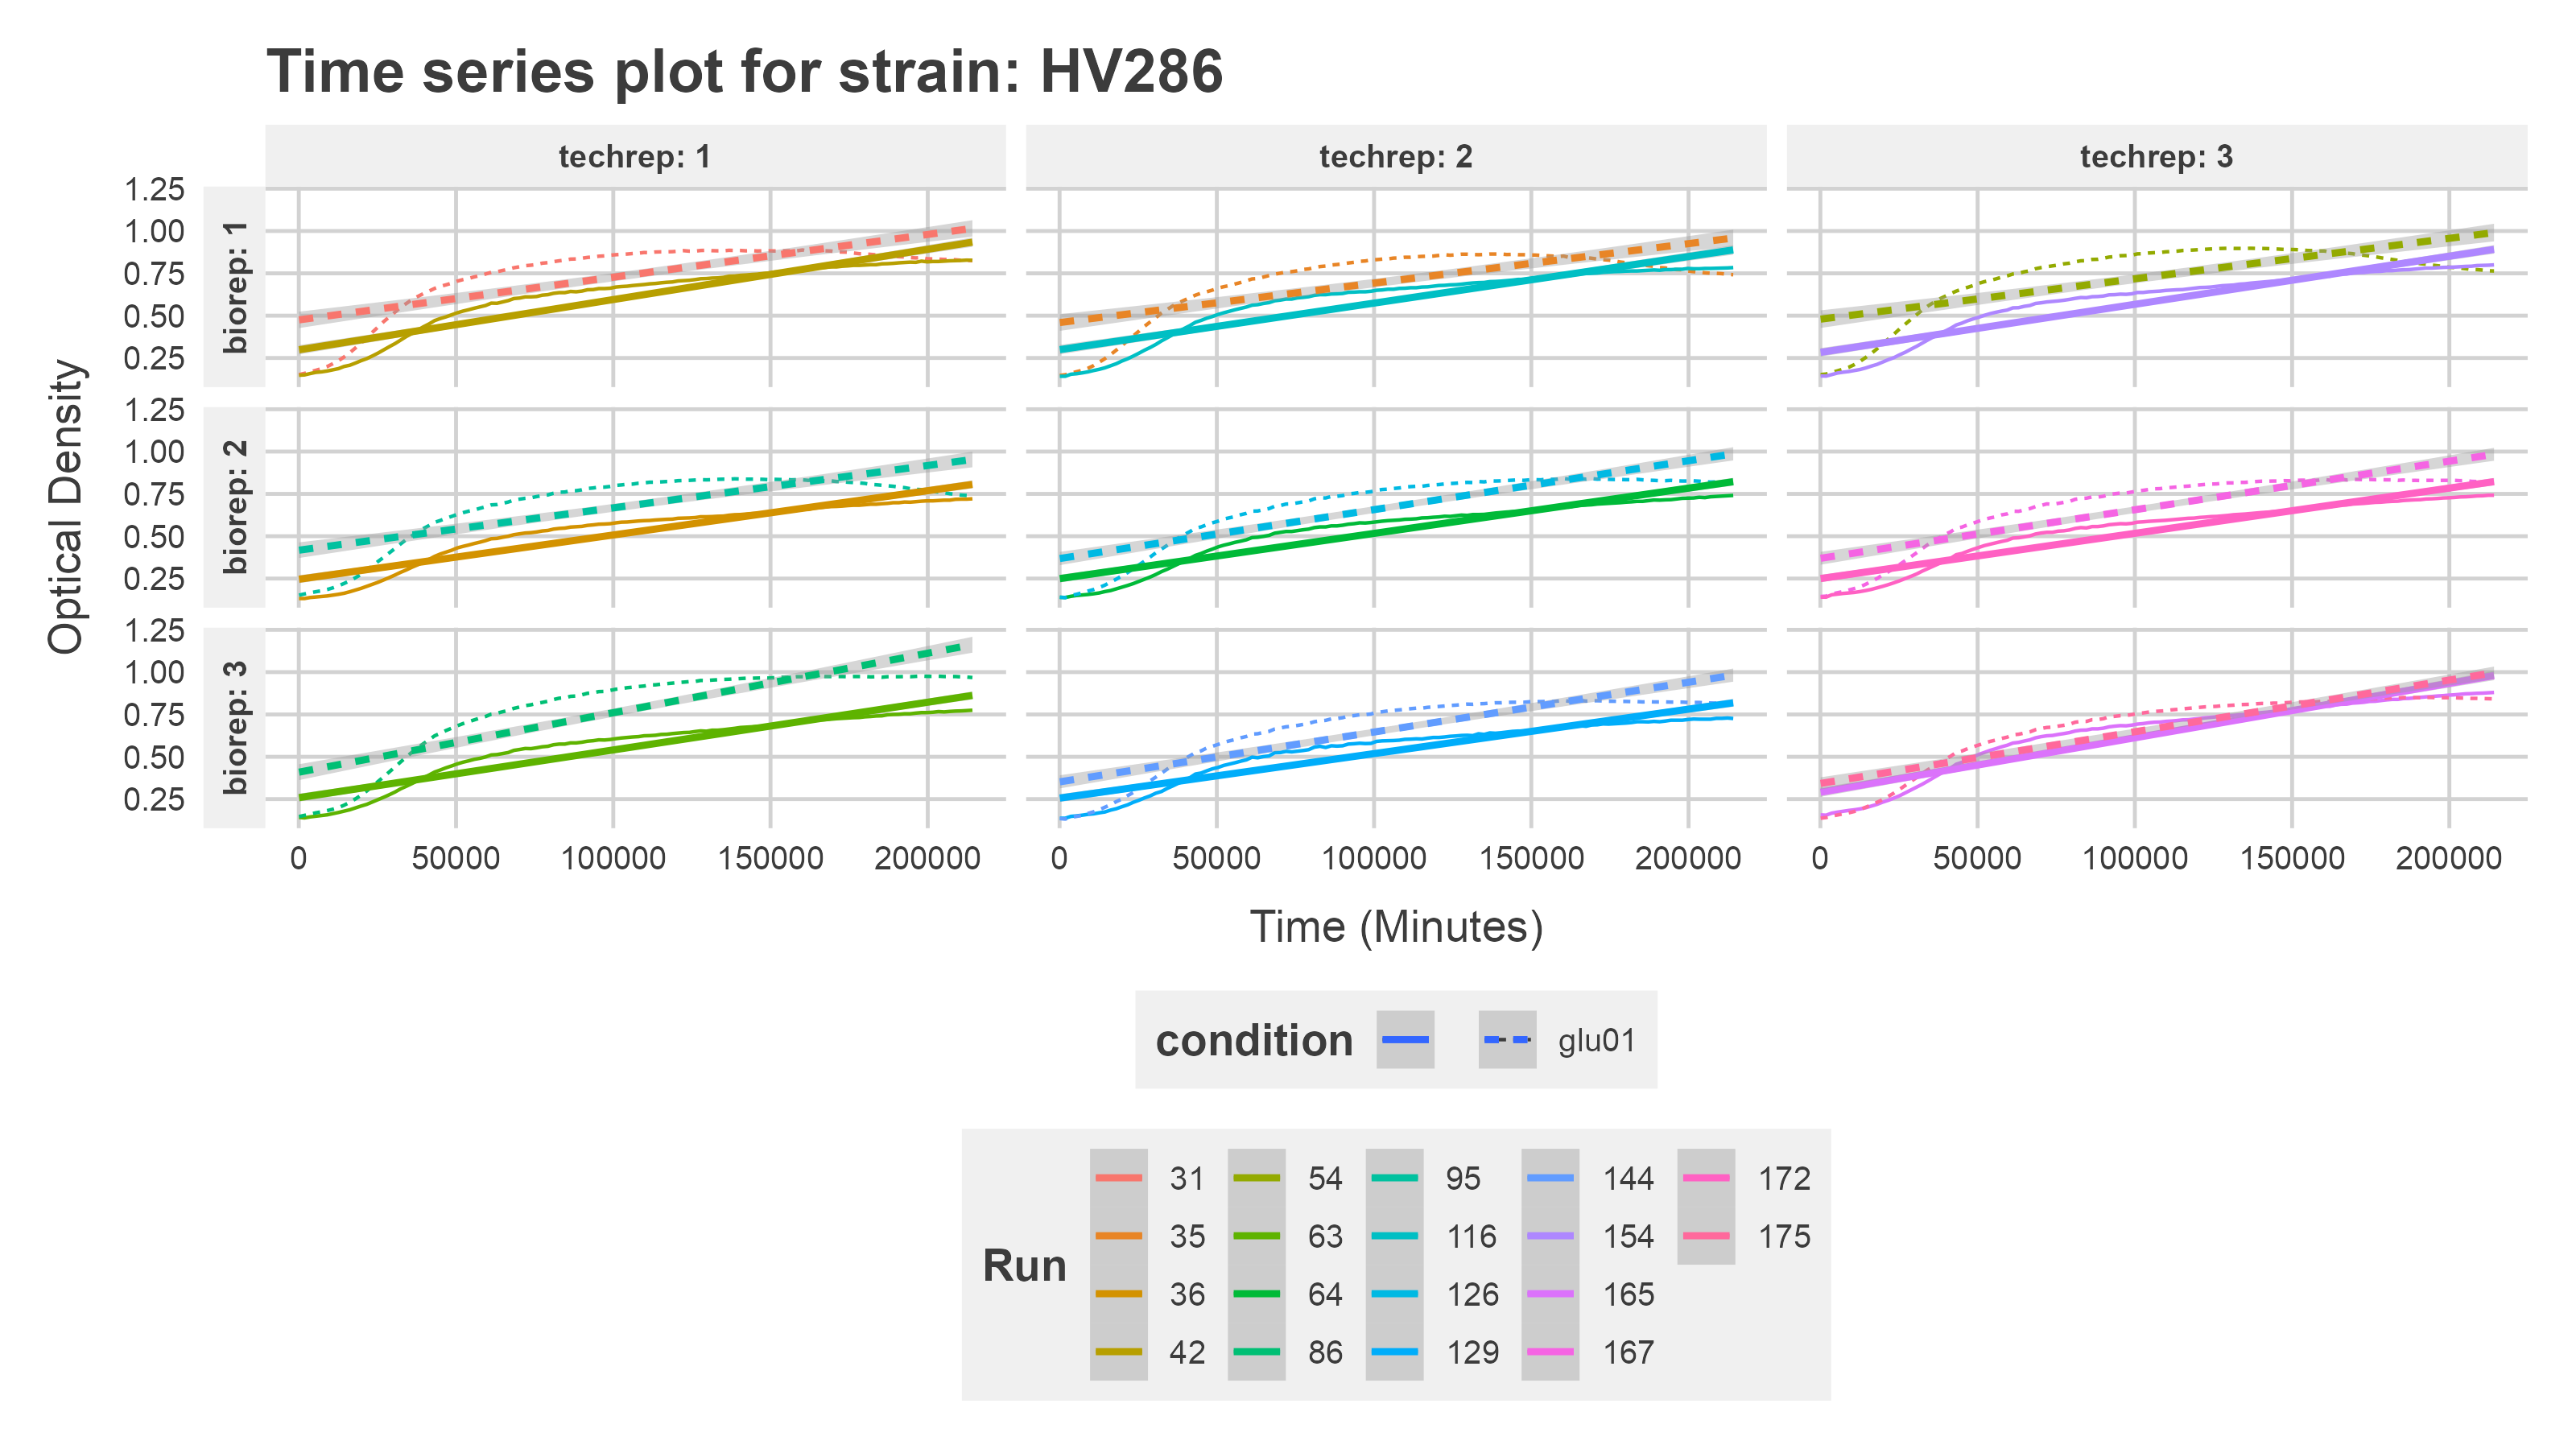 Time series plot for strain: HV286
techrep: 1
techrep: 2
techrep: 3
1.25
1.00
0.75
0.50
0.25
biorep: 1
1.25
1.00
0.75
0.50
0.25
biorep: 2
1.25
1.00
0.75
0.50
0.25
biorep: 3
Optical Density
0 50000 100000 150000 200000
0 50000 100000 150000 200000
0 50000 100000 150000 200000
Time (Minutes)
condition glu01
Run
31 54 95 144 172
35 63 116 154 175
36 64 126 165
42 86 129 167